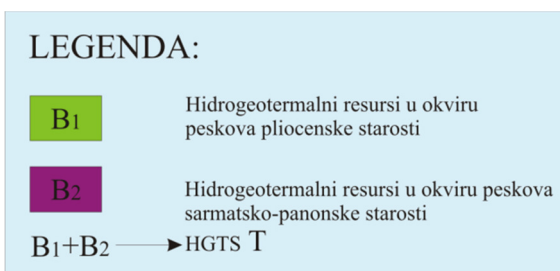 LEGENDA:
B1
Hidrogeotermalni resursi u okviru
peskova pliocenske starosti
B2
Hidrogeotermalni resursi u okviru peskova
sarmatsko-panonske starosti
B1+B2 → HGTS T